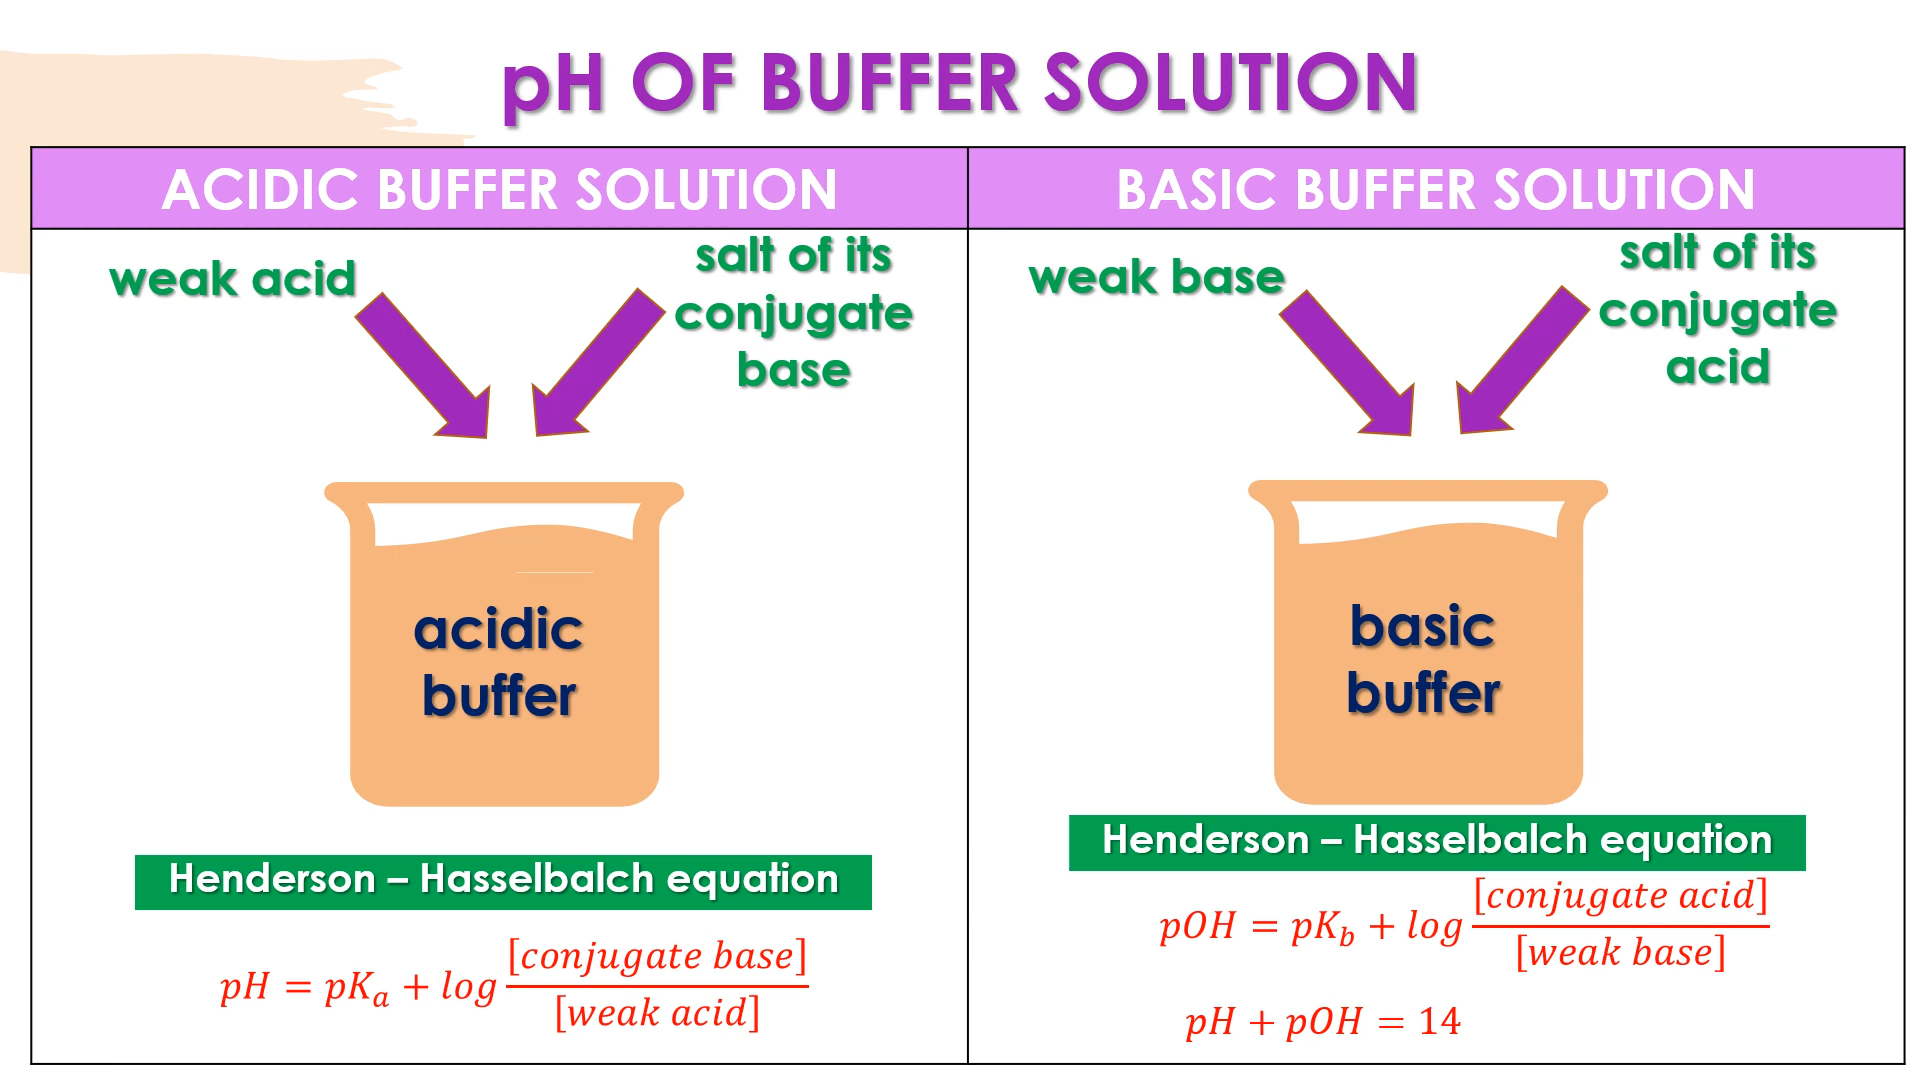 pH OF BUFFER SOLUTION
ACIDIC BUFFER SOLUTION
BASIC BUFFER SOLUTION
weak acid
salt of its
conjugate
base
acidic
buffer
Henderson – Hasselbalch equation
pH = pKₐ + log [conjugate base] / [weak acid]
weak base
salt of its
conjugate
acid
basic
buffer
Henderson – Hasselbalch equation
pOH = pK_b + log [conjugate acid] / [weak base]
pH + pOH = 14